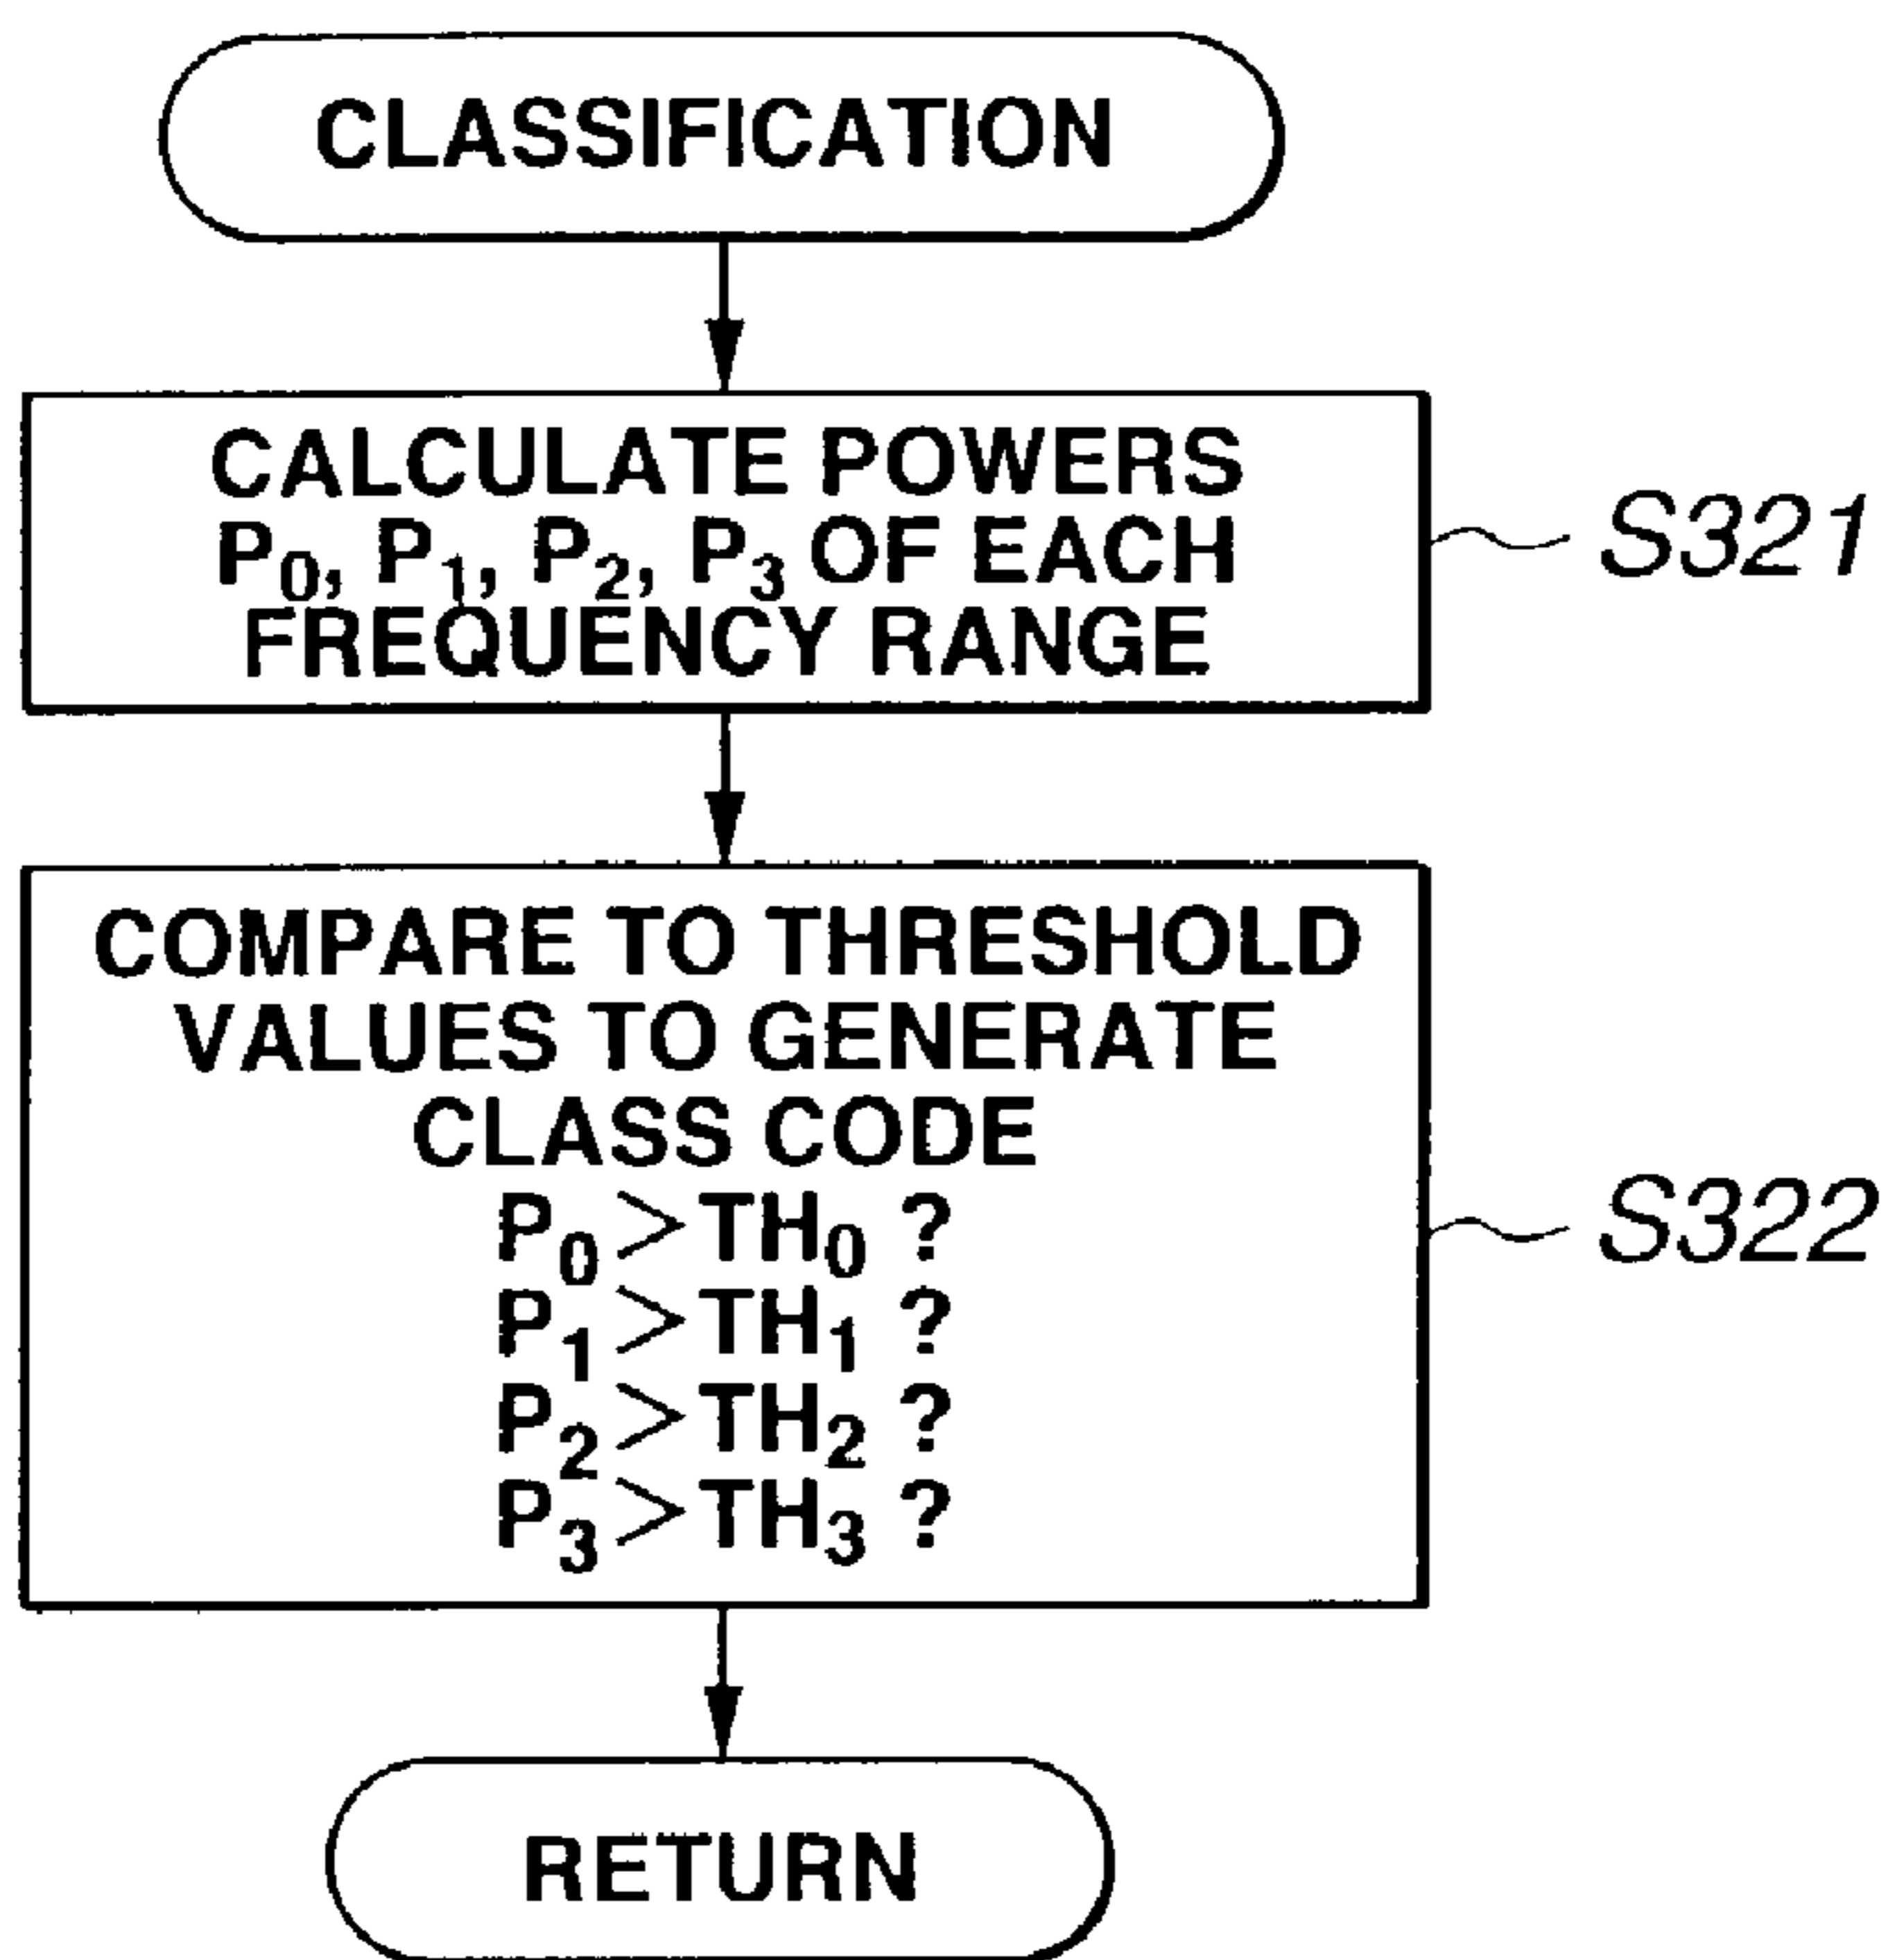 CLASSIFICATION
CALCULATE POWERS
P₀, P₁, P₂, P₃ OF EACH
FREQUENCY RANGE
S321
COMPARE TO THRESHOLD
VALUES TO GENERATE
CLASS CODE
P₀ > TH₀ ?
P₁ > TH₁ ?
P₂ > TH₂ ?
P₃ > TH₃ ?
S322
RETURN